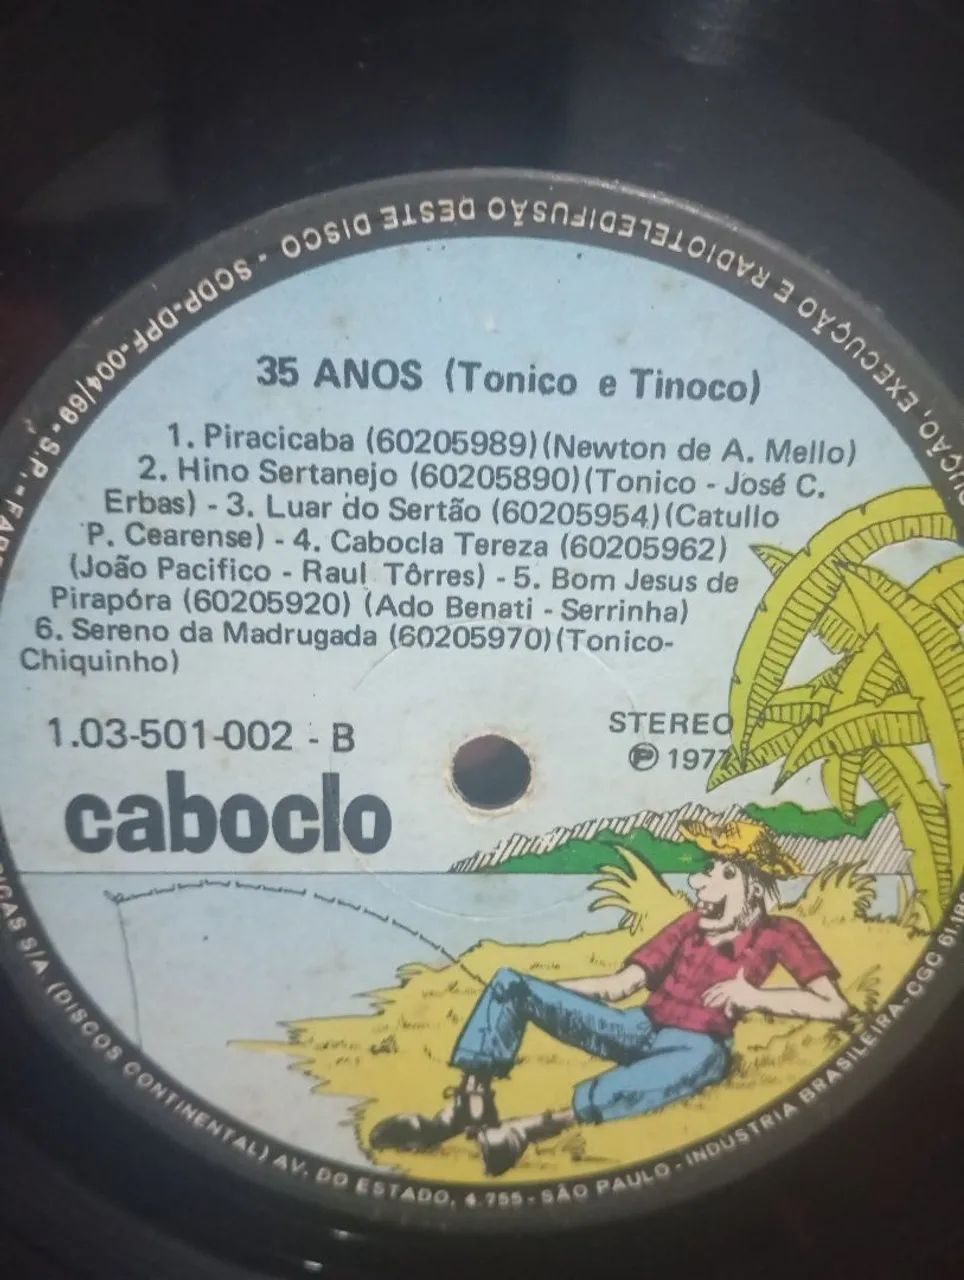 35 ANOS (Tonico e Tinoco)
1. Piracicaba (60205989)(Newton de A. Mello)
2. Hino Sertanejo (60205890)(Tonico - José C.
Erbas) - 3. Luar do Sertão (60205954)(Catullo
P. Cearense) - 4. Cabocla Tereza (60205962)
(João Pacifico - Raul Tôrres) - 5. Bom Jesus de
Pirapóra (60205920) (Ado Benati - Serrinha)
6. Sereno da Madrugada (60205970)(Tonico-
Chiquinho)
1.03-501-002 - B
STEREO
Ⓟ 1977
caboclo
S/A (DISCOS CONTINENTAL) AV. DO ESTADO, 4.755 - SÃO PAULO - INDÚSTRIA BRASILEIRA - CGC
EXECUÇÃO E RADIOTELEDIFUSÃO DESTE DISCO - SCDP-DPF-004/69 - S.P. -